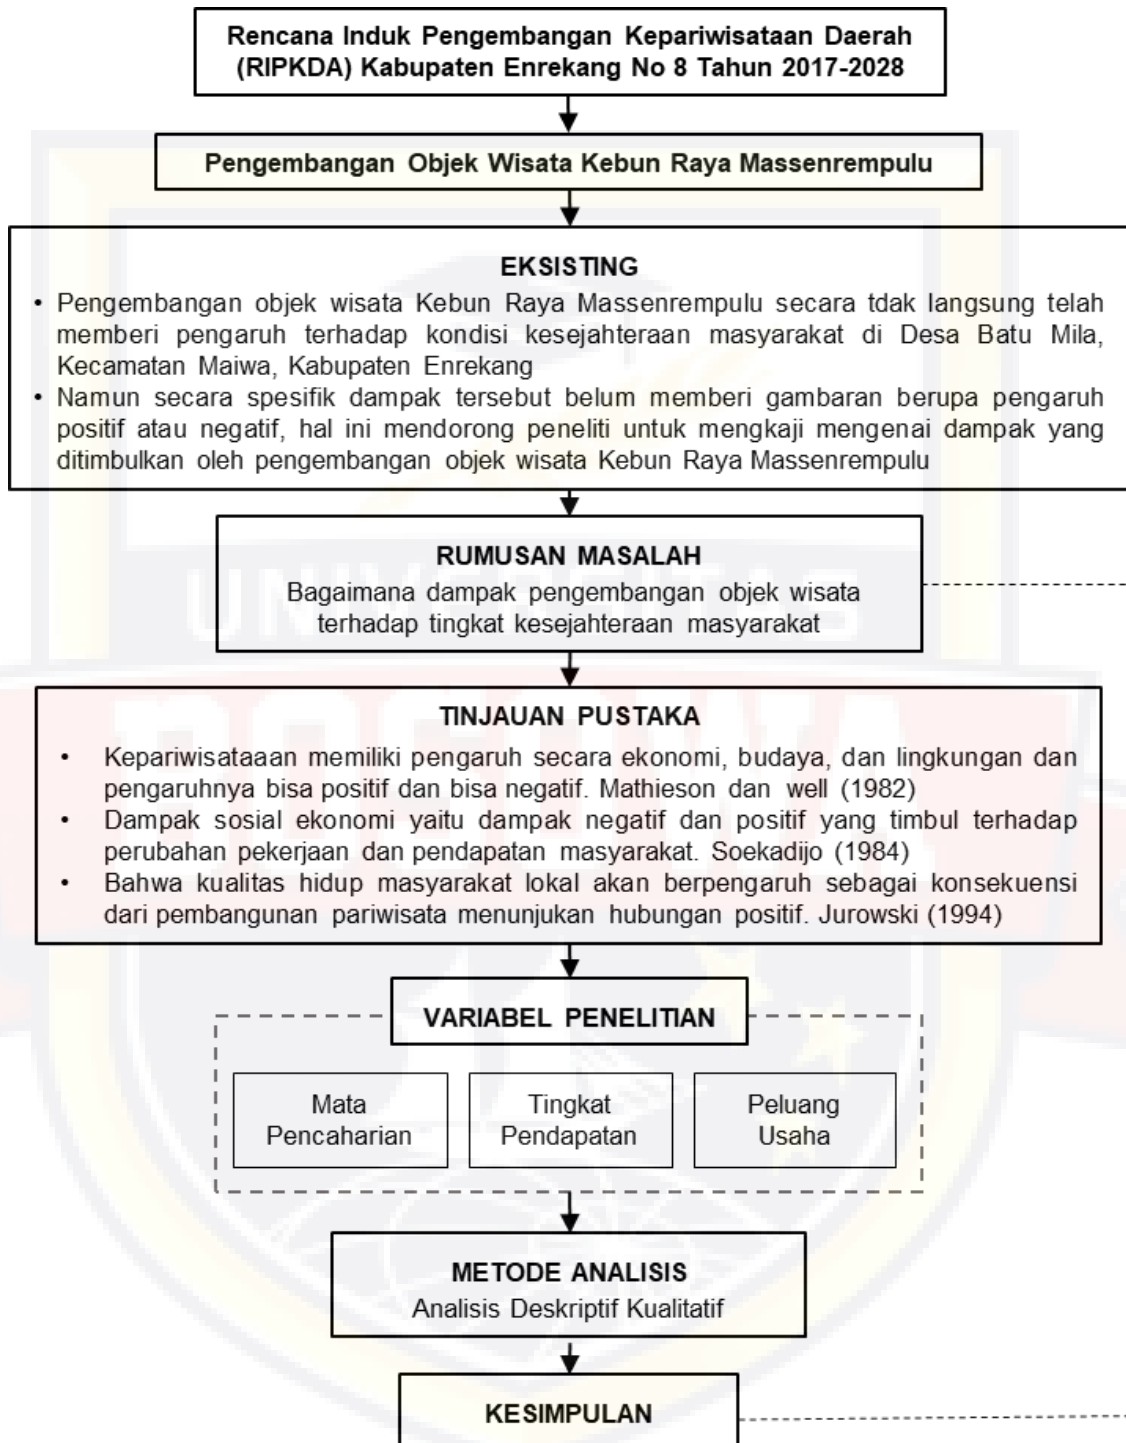 Rencana Induk Pengembangan Kepariwisataan Daerah
(RIPKDA) Kabupaten Enrekang No 8 Tahun 2017-2028
Pengembangan Objek Wisata Kebun Raya Massenrempulu
EKSISTING
• Pengembangan objek wisata Kebun Raya Massenrempulu secara tdak langsung telah
memberi pengaruh terhadap kondisi kesejahteraan masyarakat di Desa Batu Mila,
Kecamatan Maiwa, Kabupaten Enrekang
• Namun secara spesifik dampak tersebut belum memberi gambaran berupa pengaruh
positif atau negatif, hal ini mendorong peneliti untuk mengkaji mengenai dampak yang
ditimbulkan oleh pengembangan objek wisata Kebun Raya Massenrempulu
RUMUSAN MASALAH
Bagaimana dampak pengembangan objek wisata
terhadap tingkat kesejahteraan masyarakat
UNIVERSITAS
BOSOWA
TINJAUAN PUSTAKA
• Kepariwisataaan memiliki pengaruh secara ekonomi, budaya, dan lingkungan dan
pengaruhnya bisa positif dan bisa negatif. Mathieson dan well (1982)
• Dampak sosial ekonomi yaitu dampak negatif dan positif yang timbul terhadap
perubahan pekerjaan dan pendapatan masyarakat. Soekadijo (1984)
• Bahwa kualitas hidup masyarakat lokal akan berpengaruh sebagai konsekuensi
dari pembangunan pariwisata menunjukan hubungan positif. Jurowski (1994)
VARIABEL PENELITIAN
Mata
Pencaharian
Tingkat
Pendapatan
Peluang
Usaha
METODE ANALISIS
Analisis Deskriptif Kualitatif
KESIMPULAN